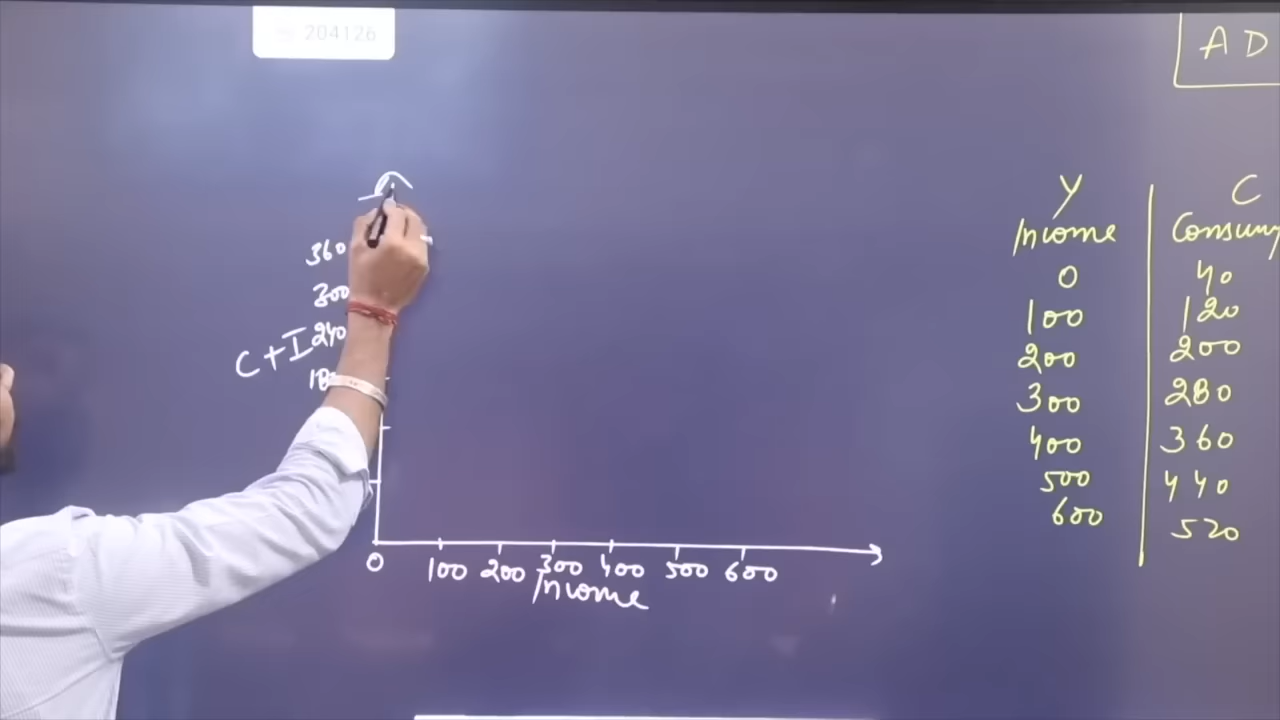 204126
A D
Y C
Income
0 40
100 120
200 200
300 280
400 360
500 440
600 520
360
300
240
C+I
0 100 200 300 400 500 600
Income